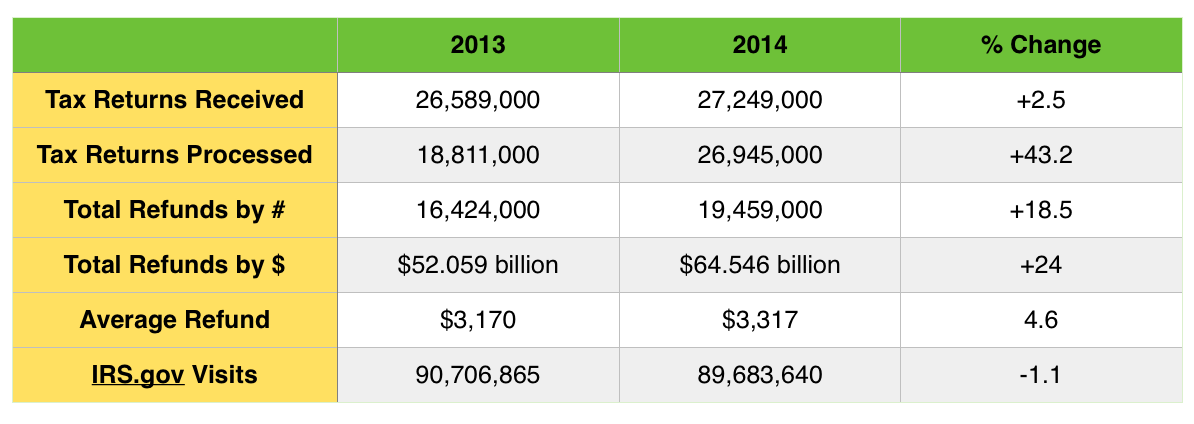 2013 2014 % Change
Tax Returns Received 26,589,000 27,249,000 +2.5
Tax Returns Processed 18,811,000 26,945,000 +43.2
Total Refunds by # 16,424,000 19,459,000 +18.5
Total Refunds by $ $52.059 billion $64.546 billion +24
Average Refund $3,170 $3,317 4.6
IRS.gov Visits 90,706,865 89,683,640 -1.1